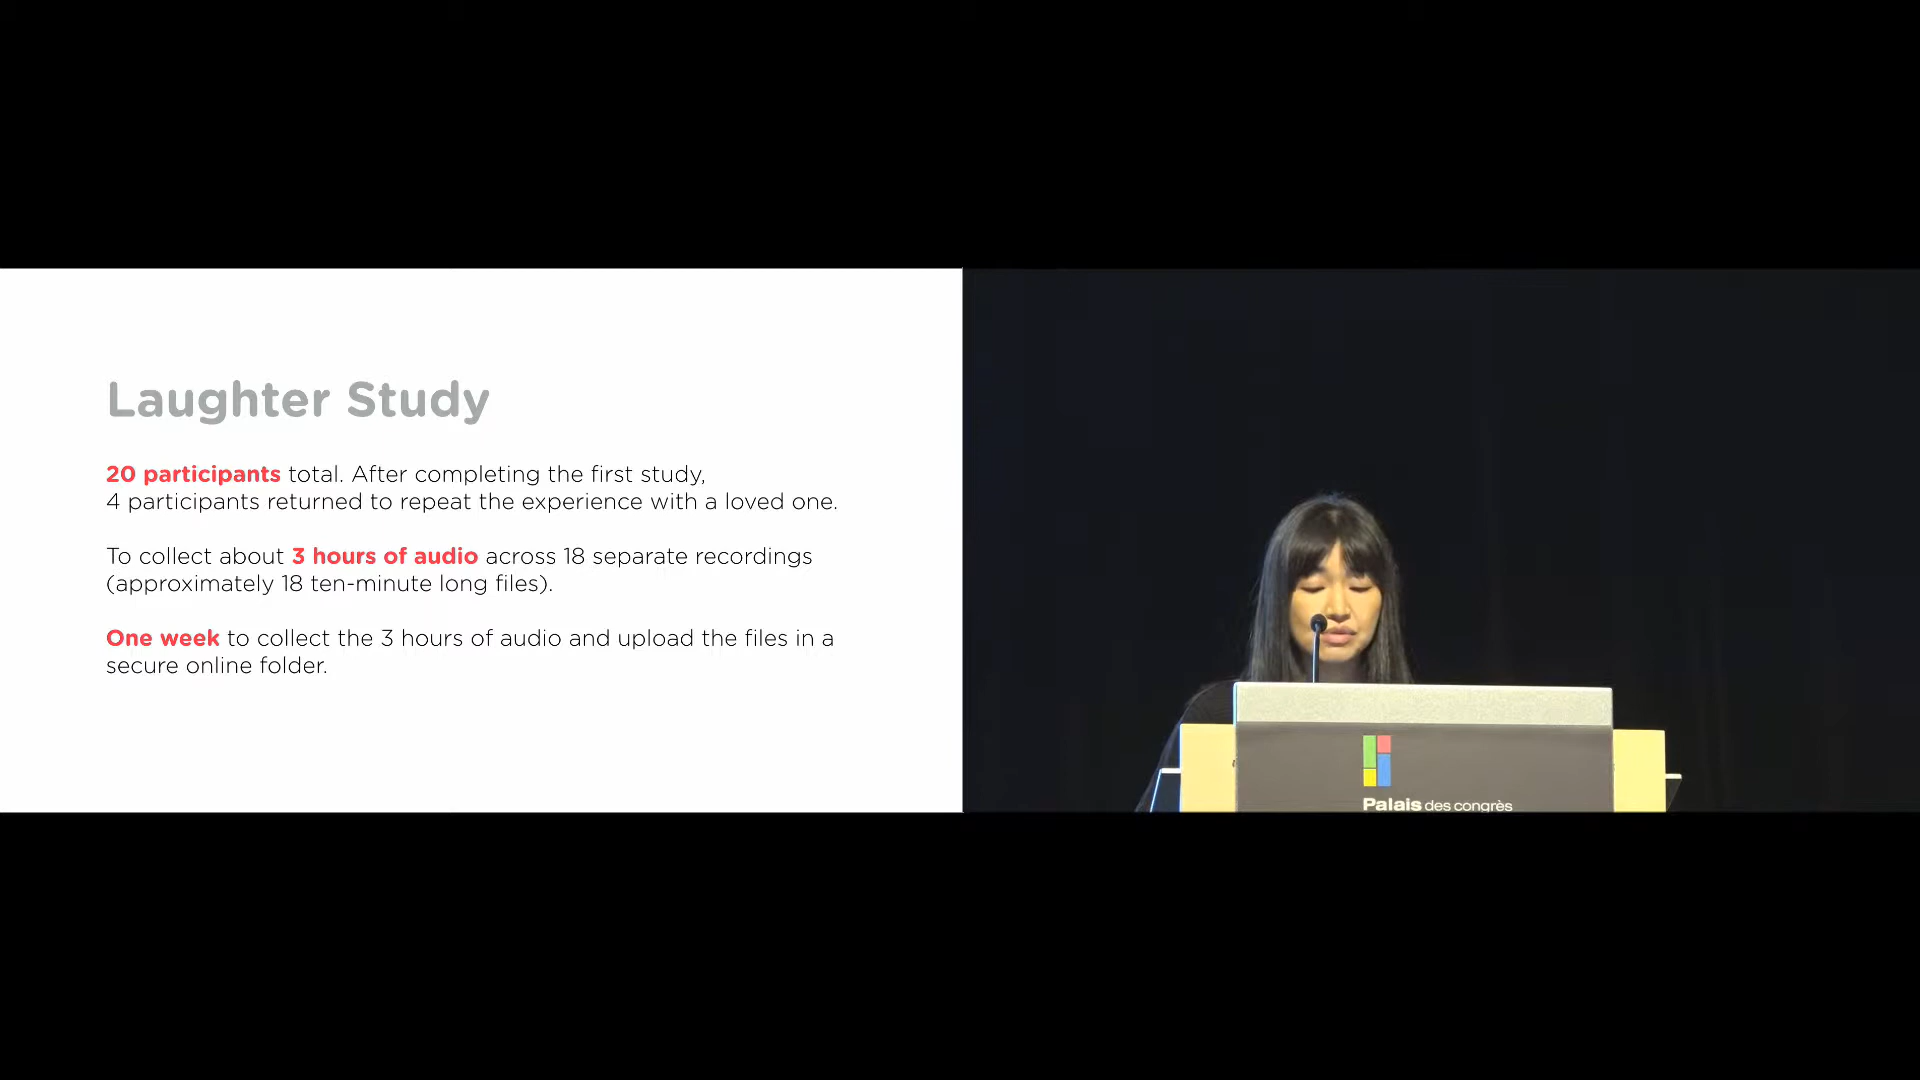 Laughter Study
20 participants total. After completing the first study,
4 participants returned to repeat the experience with a loved one.
To collect about 3 hours of audio across 18 separate recordings
(approximately 18 ten-minute long files).
One week to collect the 3 hours of audio and upload the files in a
secure online folder.
Palais des congrès